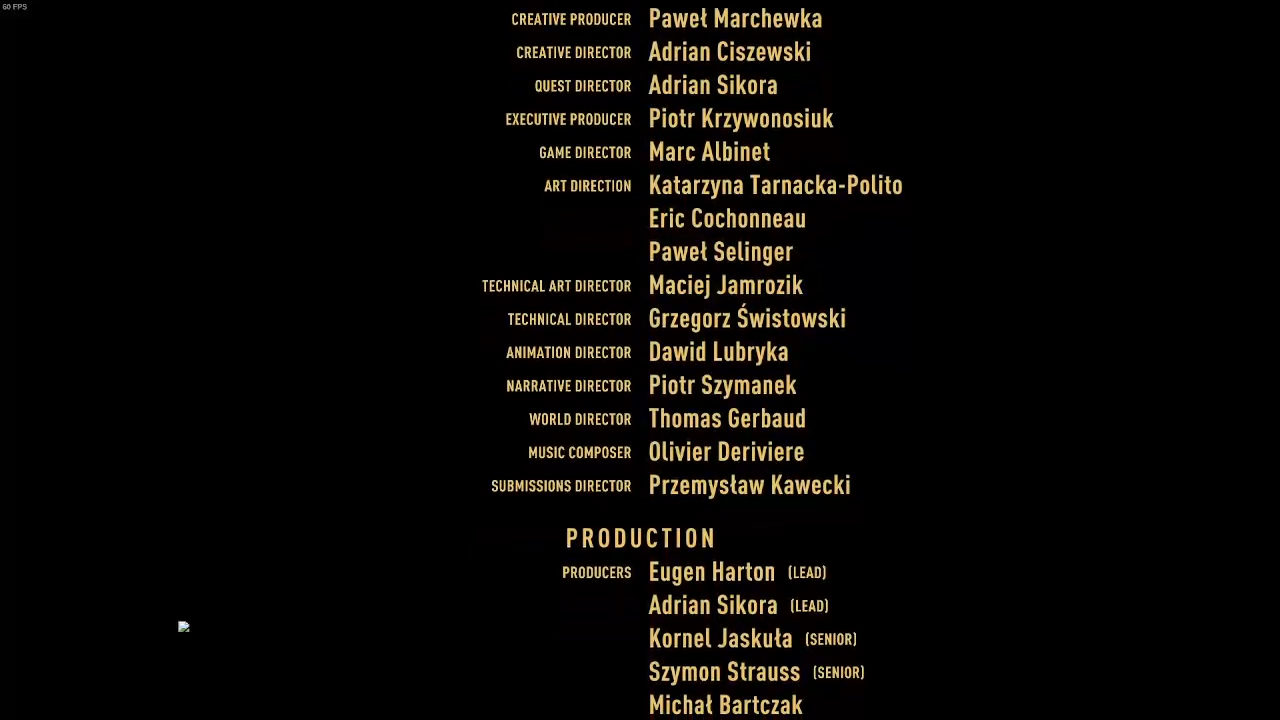 60 FPS
CREATIVE PRODUCER Paweł Marchewka
CREATIVE DIRECTOR Adrian Ciszewski
QUEST DIRECTOR Adrian Sikora
EXECUTIVE PRODUCER Piotr Krzywonosiuk
GAME DIRECTOR Marc Albinet
ART DIRECTION Katarzyna Tarnacka-Polito
Eric Cochonneau
Paweł Selinger
TECHNICAL ART DIRECTOR Maciej Jamrozik
TECHNICAL DIRECTOR Grzegorz Świstowski
ANIMATION DIRECTOR Dawid Lubryka
NARRATIVE DIRECTOR Piotr Szymanek
WORLD DIRECTOR Thomas Gerbaud
MUSIC COMPOSER Olivier Deriviere
SUBMISSIONS DIRECTOR Przemysław Kawecki
PRODUCTION
PRODUCERS Eugen Harton (LEAD)
Adrian Sikora (LEAD)
Kornel Jaskuła (SENIOR)
Szymon Strauss (SENIOR)
Michał Bartczak